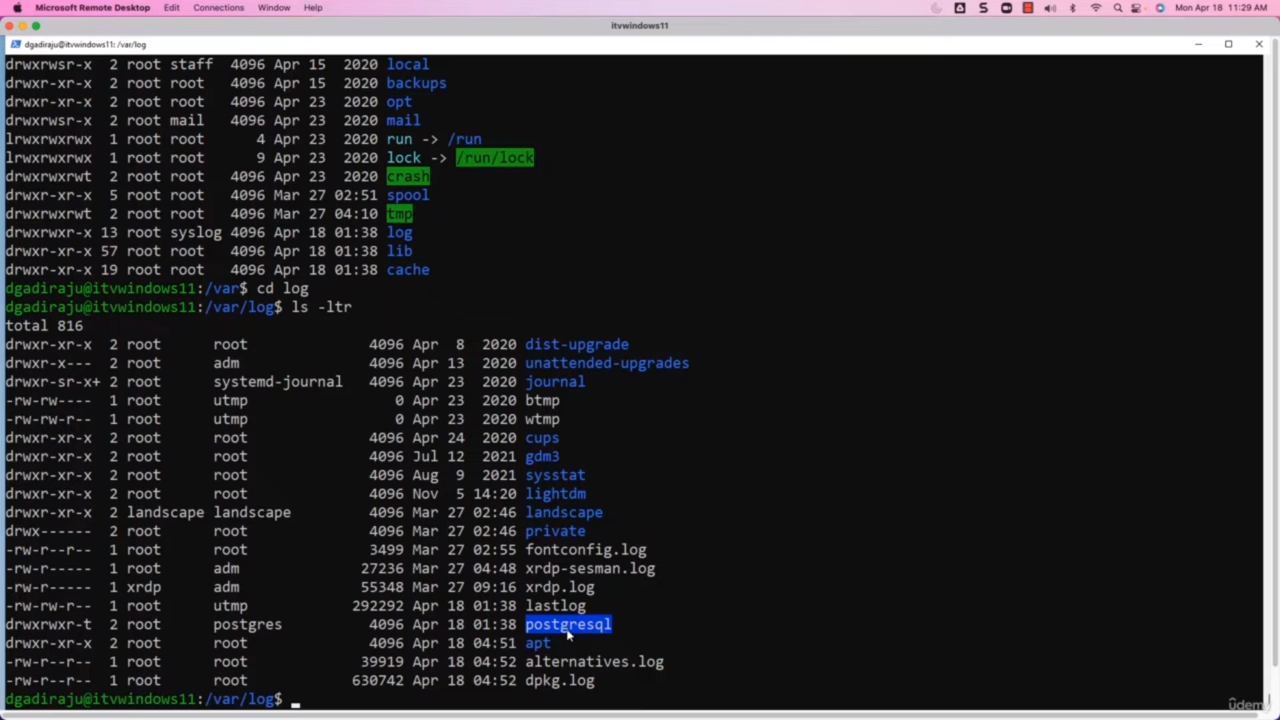 Microsoft Remote Desktop Edit Connections Window Help Mon Apr 18 11:29 AM
itvwindows11
dgadiraju@itvwindows11: /var/log
drwxrwsr-x 2 root staff 4096 Apr 15 2020 local
drwxr-xr-x 2 root root 4096 Apr 15 2020 backups
drwxr-xr-x 2 root root 4096 Apr 23 2020 opt
drwxrwsr-x 2 root mail 4096 Apr 23 2020 mail
lrwxrwxrwx 1 root root 4 Apr 23 2020 run -> /run
lrwxrwxrwx 1 root root 9 Apr 23 2020 lock -> /run/lock
drwxrwxrwt 2 root root 4096 Apr 23 2020 crash
drwxr-xr-x 5 root root 4096 Mar 27 02:51 spool
drwxrwxrwt 2 root root 4096 Mar 27 04:10 tmp
drwxrwxr-x 13 root syslog 4096 Apr 18 01:38 log
drwxr-xr-x 57 root root 4096 Apr 18 01:38 lib
drwxr-xr-x 19 root root 4096 Apr 18 01:38 cache
dgadiraju@itvwindows11:/var$ cd log
dgadiraju@itvwindows11:/var/log$ ls -ltr
total 816
drwxr-xr-x 2 root root 4096 Apr 8 2020 dist-upgrade
drwxr-x--- 2 root adm 4096 Apr 13 2020 unattended-upgrades
drwxr-sr-x+ 2 root systemd-journal 4096 Apr 23 2020 journal
-rw-rw---- 1 root utmp 0 Apr 23 2020 btmp
-rw-rw-r-- 1 root utmp 0 Apr 23 2020 wtmp
drwxr-xr-x 2 root root 4096 Apr 24 2020 cups
drwxr-xr-x 2 root root 4096 Jul 12 2021 gdm3
drwxr-xr-x 2 root root 4096 Aug 9 2021 sysstat
drwxr-xr-x 2 root root 4096 Nov 5 14:20 lightdm
drwxr-xr-x 2 landscape landscape 4096 Mar 27 02:46 landscape
drwx------ 2 root root 4096 Mar 27 02:46 private
-rw-r--r-- 1 root root 3499 Mar 27 02:55 fontconfig.log
-rw-r----- 1 root adm 27236 Mar 27 04:48 xrdp-sesman.log
-rw-r----- 1 xrdp adm 55348 Mar 27 09:16 xrdp.log
-rw-rw-r-- 1 root utmp 292292 Apr 18 01:38 lastlog
drwxrwxr-t 2 root postgres 4096 Apr 18 01:38 postgresql
drwxr-xr-x 2 root root 4096 Apr 18 04:51 apt
-rw-r--r-- 1 root root 39919 Apr 18 04:52 alternatives.log
-rw-r--r-- 1 root root 630742 Apr 18 04:52 dpkg.log
dgadiraju@itvwindows11:/var/log$
udemy